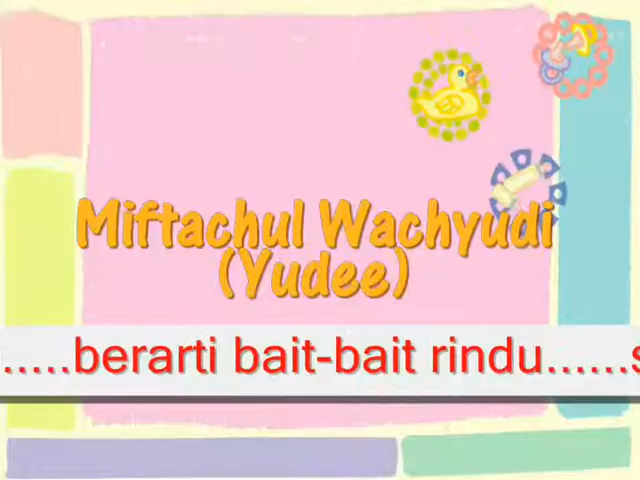 Miftachul Wachyudi
(Yudee)
.....berarti bait-bait rindu......s